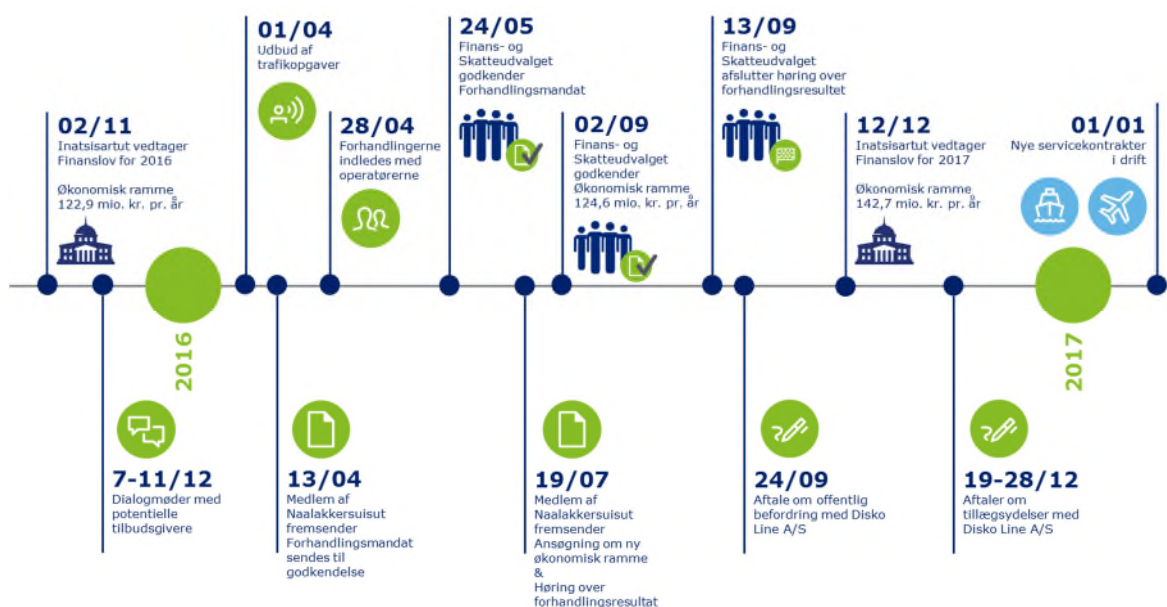 02/11
Inatsisartut vedtager
Finanslov for 2016
Økonomisk ramme
122,9 mio. kr. pr. år
7-11/12
Dialogmøder med
potentielle
tilbudsgivere
2016
01/04
Udbud af
trafikopgaver
13/04
Medlem af
Naalakkersuisut
fremsender
Forhandlingsmandat
sendes til
godkendelse
28/04
Forhandlingerne
indledes med
operatørerne
24/05
Finans- og
Skatteudvalget
godkender
Forhandlingsmandat
19/07
Medlem af
Naalakkersuisut
fremsender
Ansøgning om ny
økonomisk ramme
&
Høring over
forhandlingsresultat
02/09
Finans- og
Skatteudvalget
godkender
Økonomisk ramme
124,6 mio. kr. pr. år
13/09
Finans- og
Skatteudvalget
afslutter høring over
forhandlingsresultet
24/09
Aftale om offentlig
befordring med Disko
Line A/S
12/12
Inatsisartut vedtager
Finanslov for 2017
Økonomisk ramme
142,7 mio. kr. pr. år
19-28/12
Aftaler om
tillægsydelser med
Disko Line A/S
2017
01/01
Nye servicekontrakter
i drift